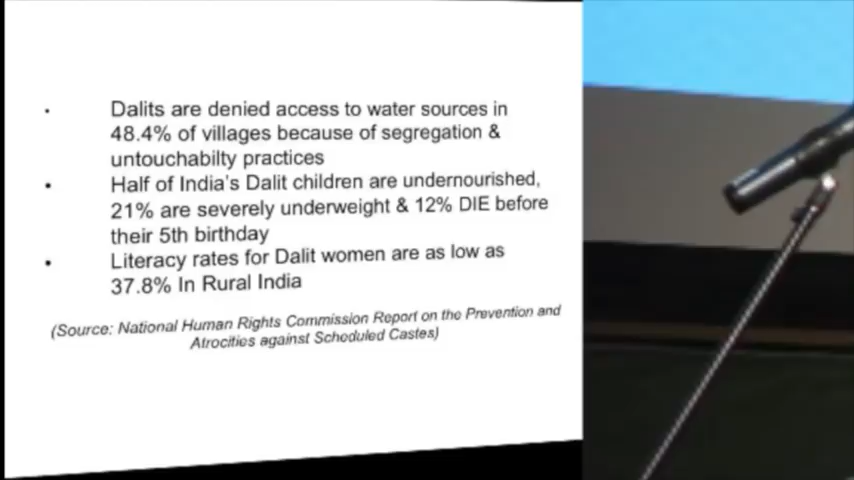 • Dalits are denied access to water sources in
48.4% of villages because of segregation &
untouchabilty practices
• Half of India's Dalit children are undernourished,
21% are severely underweight & 12% DIE before
their 5th birthday
• Literacy rates for Dalit women are as low as
37.8% In Rural India
(Source: National Human Rights Commission Report on the Prevention and
Atrocities against Scheduled Castes)